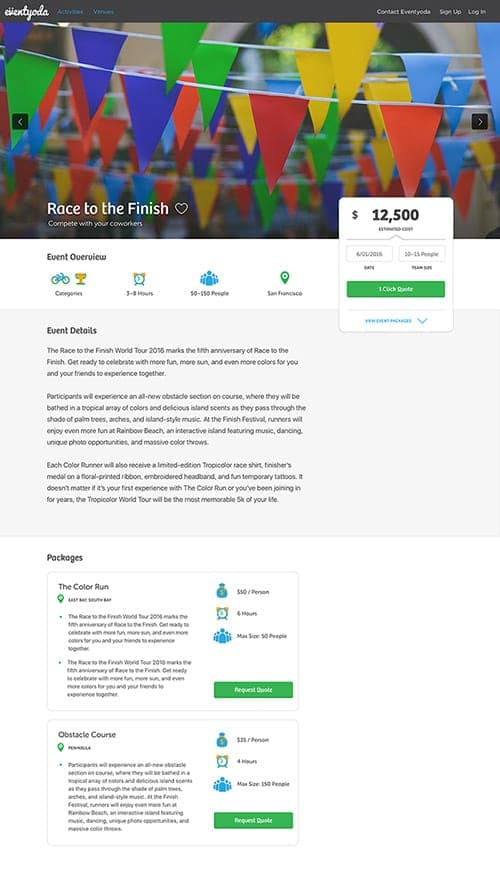 eventyoda Activities Venues Contact Eventyoda Sign Up Log In
Race to the Finish
Compete with your coworkers
$ 12,500
ESTIMATED COST
6/21/2016 10-15 People
DATE TEAM SIZE
1 Click Quote
VIEW EVENT PACKAGES
Event Overview
Categories 3-8 Hours 50-150 People San Francisco
Event Details
The Race to the Finish World Tour 2016 marks the fifth anniversary of Race to the
Finish. Get ready to celebrate with more fun, more sun, and even more colors for you
and your friends to experience together.
Participants will experience an all-new obstacle section on course, where they will be
bathed in a tropical array of colors and delicious island scents as they pass through the
shade of palm trees, arches, and island-style music. At the Finish Festival, runners will
enjoy even more fun at Rainbow Beach, an interactive island featuring music, dancing,
unique photo opportunities, and massive color throws.
Each Color Runner will also receive a limited-edition Tropicolor race shirt, finisher's
medal on a floral-printed ribbon, embroidered headband, and fun temporary tattoos. It
doesn't matter if it's your first experience with The Color Run or you've been joining in
for years, the Tropicolor World Tour will be the most memorable 5k of your life.
Packages
The Color Run
EAST BAY, SOUTH BAY
The Race to the Finish World Tour 2016 marks the
fifth anniversary of Race to the Finish. Get ready to
celebrate with more fun, more sun, and even more
colors for you and your friends to experience
together.
The Race to the Finish World Tour 2016 marks the
fifth anniversary of Race to the Finish. Get ready
to celebrate with more fun, more sun, and even
more colors for you and your friends to
experience together.
$50 / Person
6 Hours
Max Size: 50 People
Request Quote
Obstacle Course
PENINSULA
Participants will experience an all-new obstacle
section on course, where they will be bathed in a
tropical array of colors and delicious island scents
as they pass through the shade of palm trees,
arches, and island-style music. At the Finish
Festival, runners will enjoy even more fun at
Rainbow Beach, an interactive island featuring
music, dancing, unique photo opportunities, and
massive color throws.
$35 / Person
4 Hours
Max Size: 150 People
Request Quote